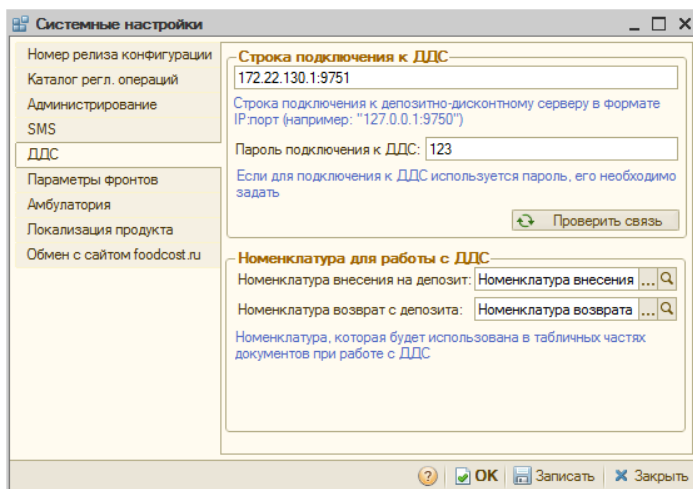 Системные настройки
Номер релиза конфигурации
Каталог регл. операций
Администрирование
SMS
ДДС
Параметры фронтов
Амбулатория
Локализация продукта
Обмен с сайтом foodcost.ru
Строка подключения к ДДС
172.22.130.1:9751
Строка подключения к депозитно-дисконтному серверу в формате
IP:порт (например: "127.0.0.1:9750")
Пароль подключения к ДДС: 123
Если для подключения к ДДС используется пароль, его необходимо
задать
Проверить связь
Номенклатура для работы с ДДС
Номенклатура внесения на депозит: Номенклатура внесения ...
Номенклатура возврат с депозита: Номенклатура возврата ...
Номенклатура, которая будет использована в табличных частях
документов при работе с ДДС
? OK Записать Закрыть